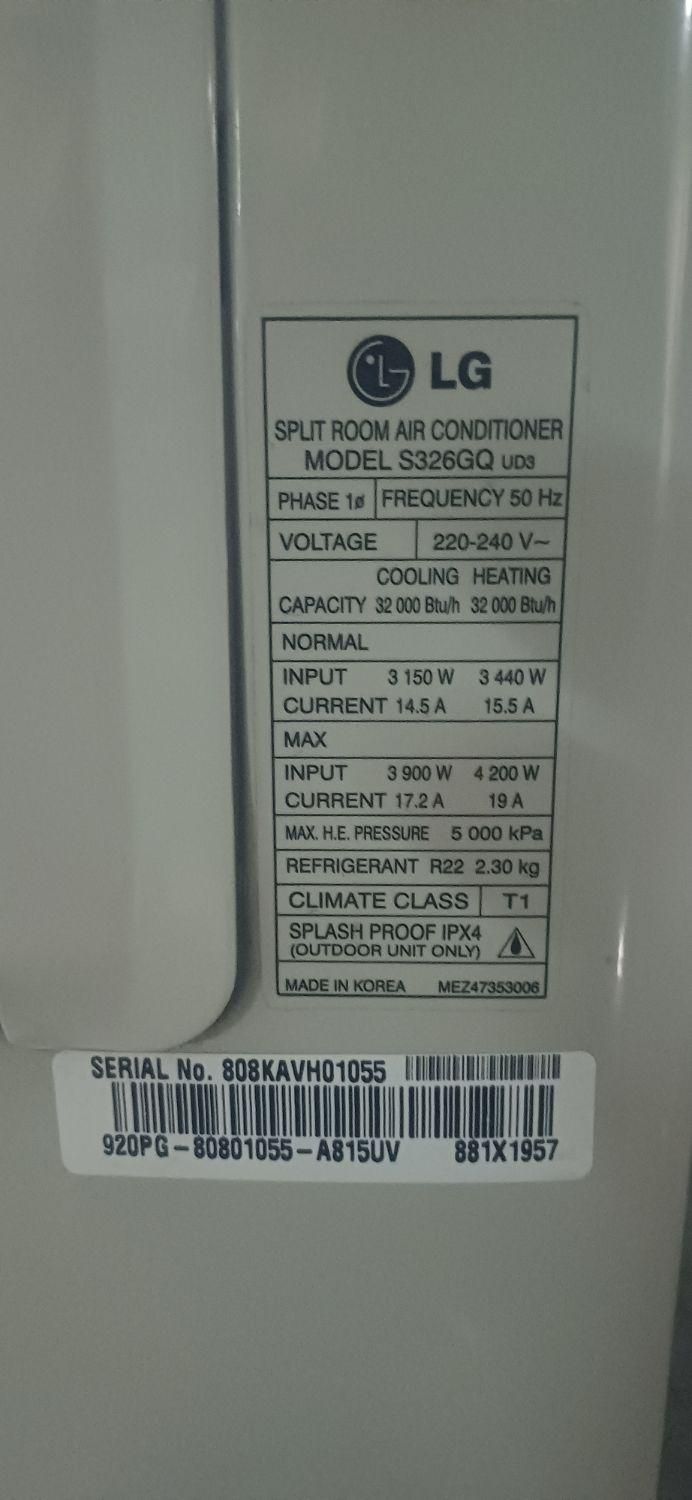 LG
SPLIT ROOM AIR CONDITIONER
MODEL S326GQ UD3
PHASE 1ø FREQUENCY 50 Hz
VOLTAGE 220-240 V~
COOLING HEATING
CAPACITY 32 000 Btu/h 32 000 Btu/h
NORMAL
INPUT 3 150 W 3 440 W
CURRENT 14.5 A 15.5 A
MAX
INPUT 3 900 W 4 200 W
CURRENT 17.2 A 19 A
MAX. H.E. PRESSURE 5 000 kPa
REFRIGERANT R22 2.30 kg
CLIMATE CLASS T1
SPLASH PROOF IPX4
(OUTDOOR UNIT ONLY)
MADE IN KOREA MEZ47353006
SERIAL No. 808KAVH01055
920PG-80801055-A815UV 881X1957